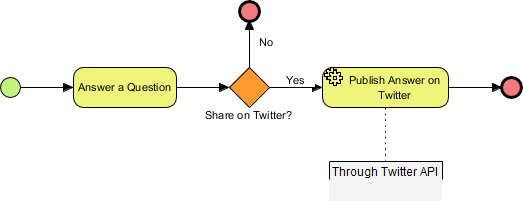 No
Answer a Question
Yes
Publish Answer on
Twitter
Share on Twitter?
Through Twitter API